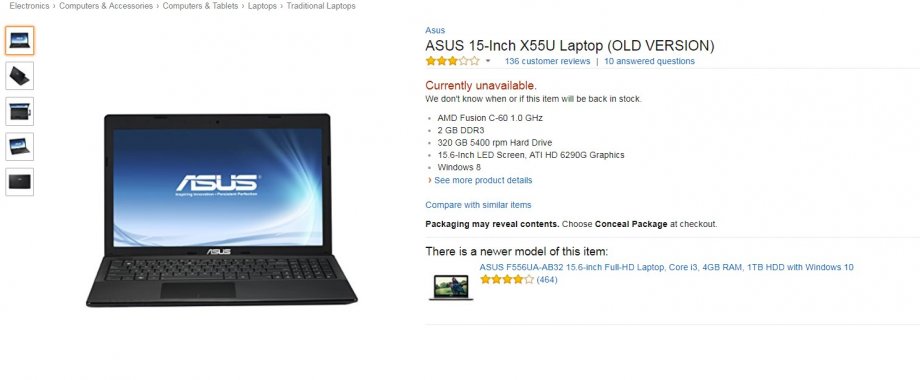 Electronics › Computers & Accessories › Computers & Tablets › Laptops › Traditional Laptops
Asus
ASUS 15-Inch X55U Laptop (OLD VERSION)
136 customer reviews | 10 answered questions
Currently unavailable.
We don't know when or if this item will be back in stock.
• AMD Fusion C-60 1.0 GHz
• 2 GB DDR3
• 320 GB 5400 rpm Hard Drive
• 15.6-Inch LED Screen, ATI HD 6290G Graphics
• Windows 8
› See more product details
Compare with similar items
Packaging may reveal contents. Choose Conceal Package at checkout.
There is a newer model of this item:
ASUS F556UA-AB32 15.6-inch Full-HD Laptop, Core i3, 4GB RAM, 1TB HDD with Windows 10
(464)
ASUS
Inspiring Innovation · Persistent Perfection
ASUS